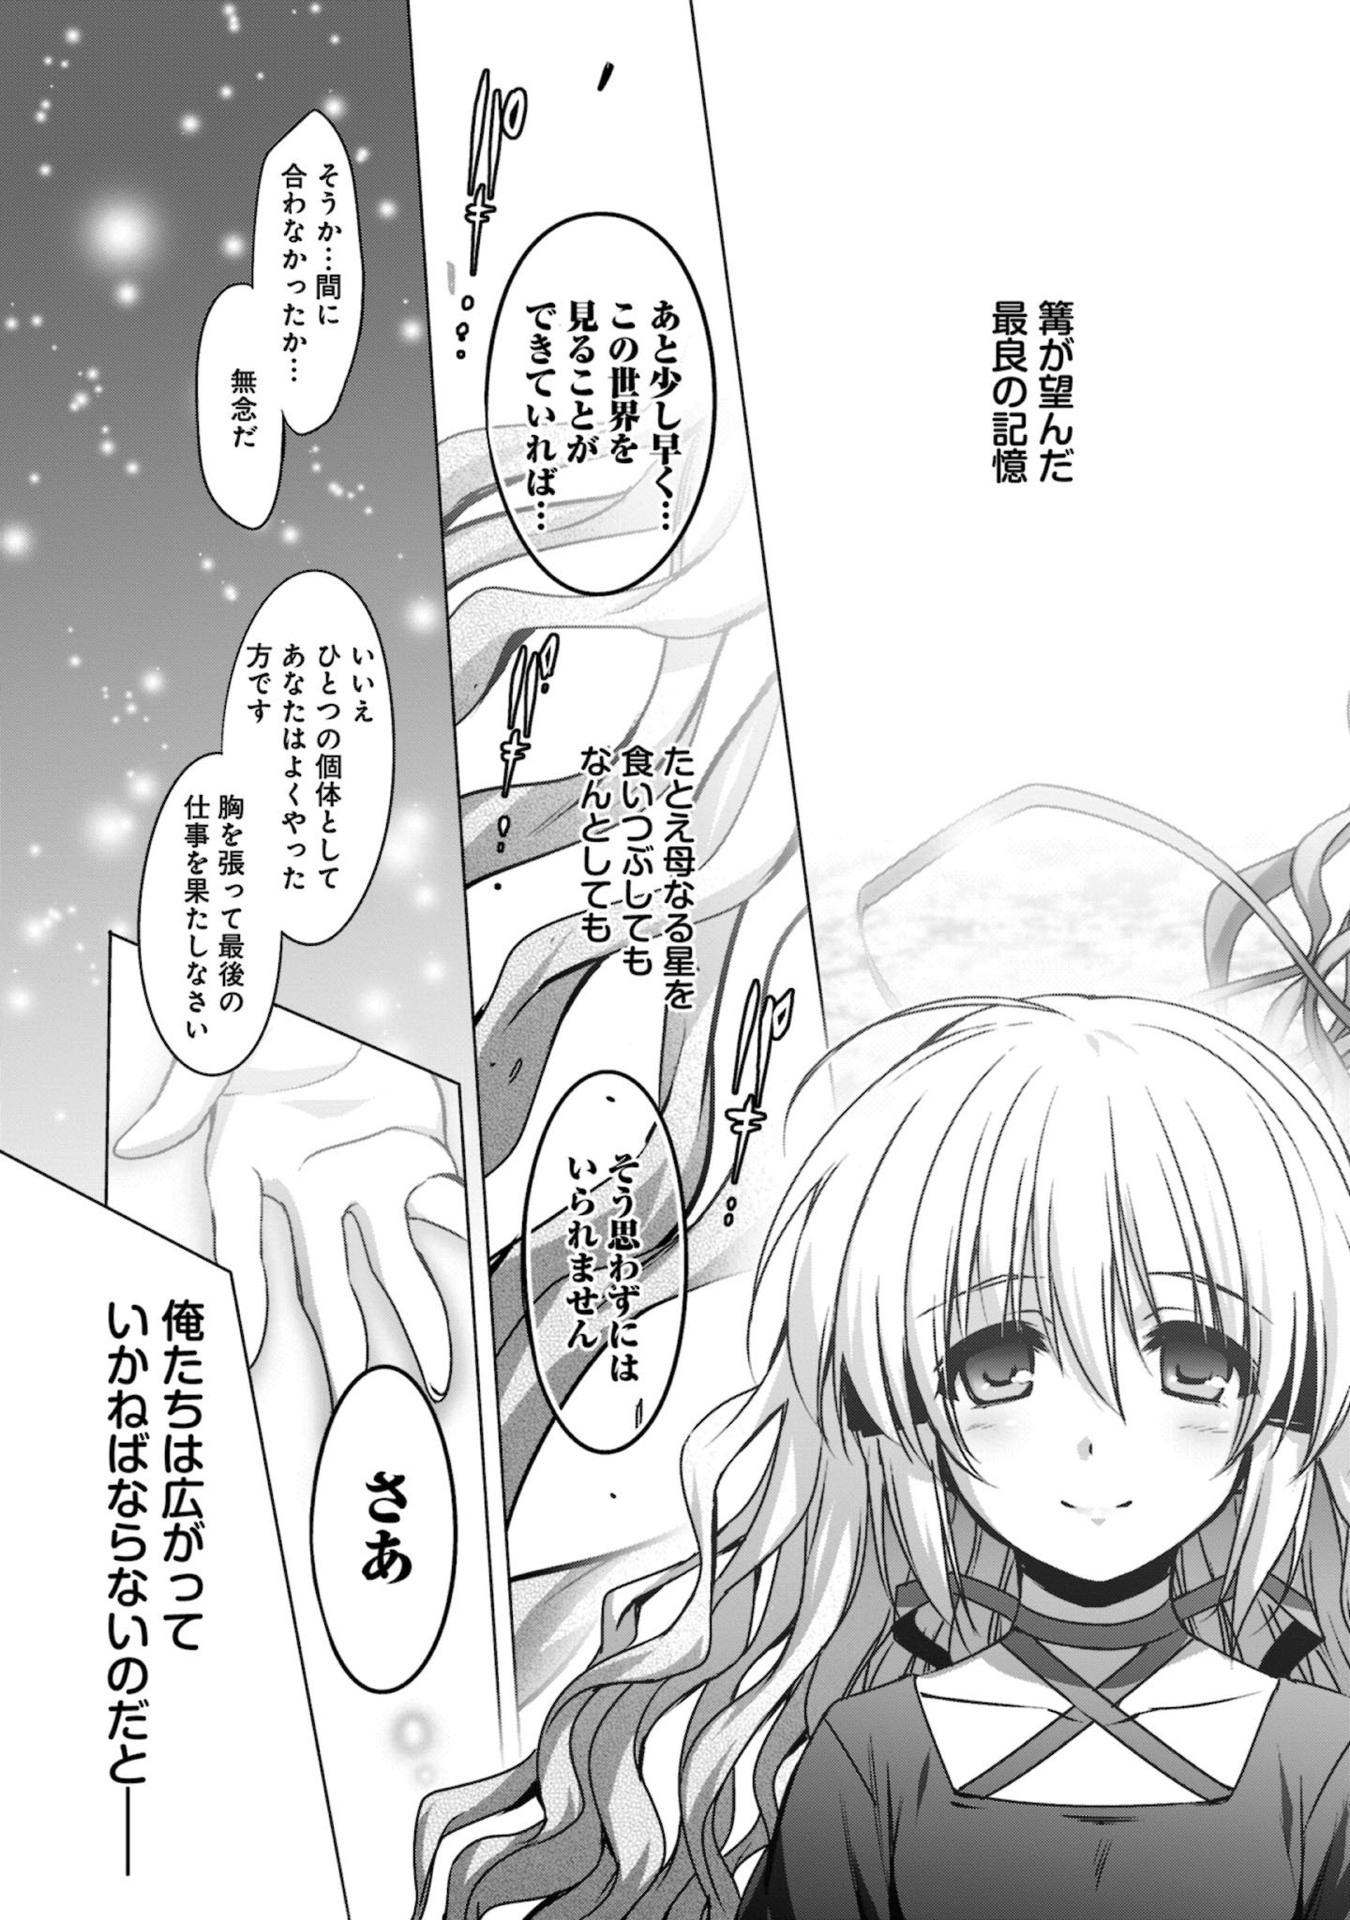 篝が望んだ
最良の記憶
あと少し早く…
この世界を
見ることが
できていれば…
たとえ母なる星を
食いつぶしても
なんとしても
そう思わずには
いられません
そうか…間に
合わなかったか…
無念だ
いいえ
ひとつの個体として
あなたはよくやった
方です
胸を張って最後の
仕事を果たしなさい
さあ
俺たちは広がって
いかねばならないのだと――